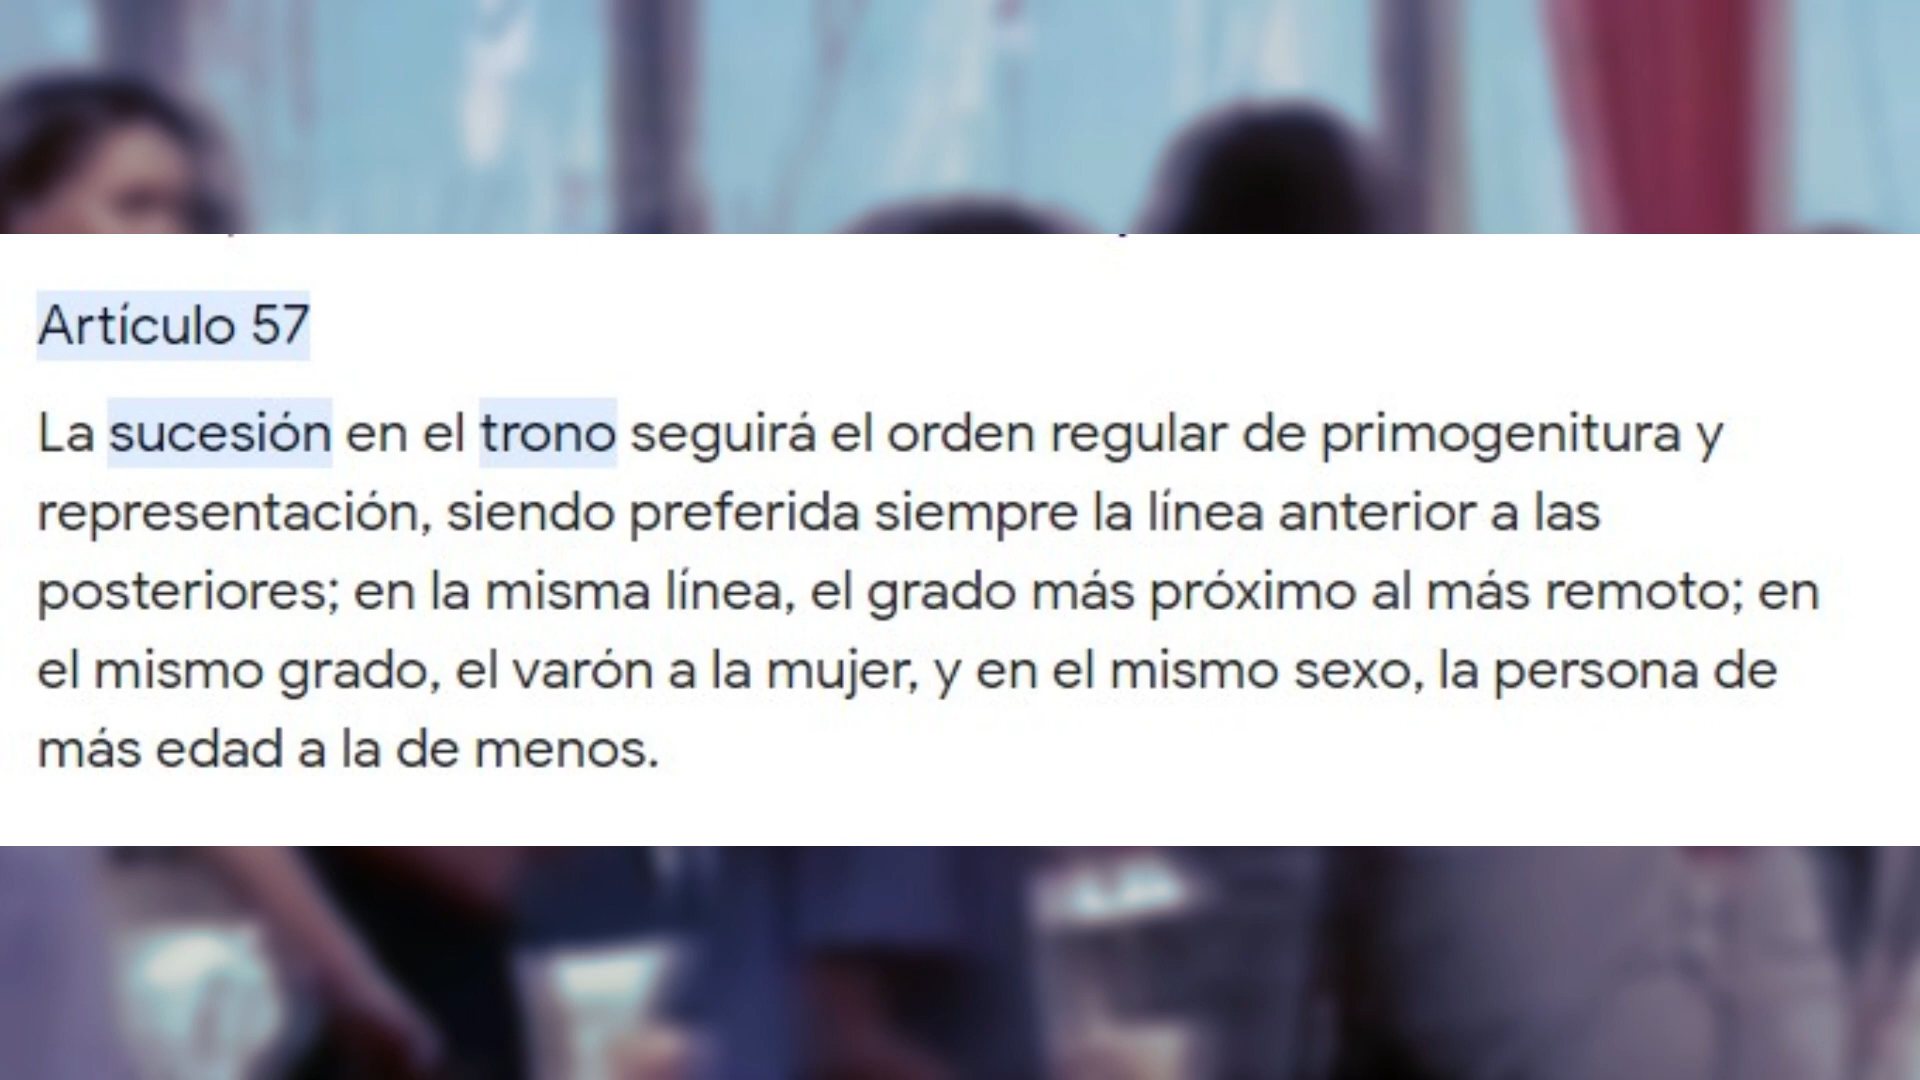 Artículo 57
La sucesión en el trono seguirá el orden regular de primogenitura y
representación, siendo preferida siempre la línea anterior a las
posteriores; en la misma línea, el grado más próximo al más remoto; en
el mismo grado, el varón a la mujer, y en el mismo sexo, la persona de
más edad a la de menos.